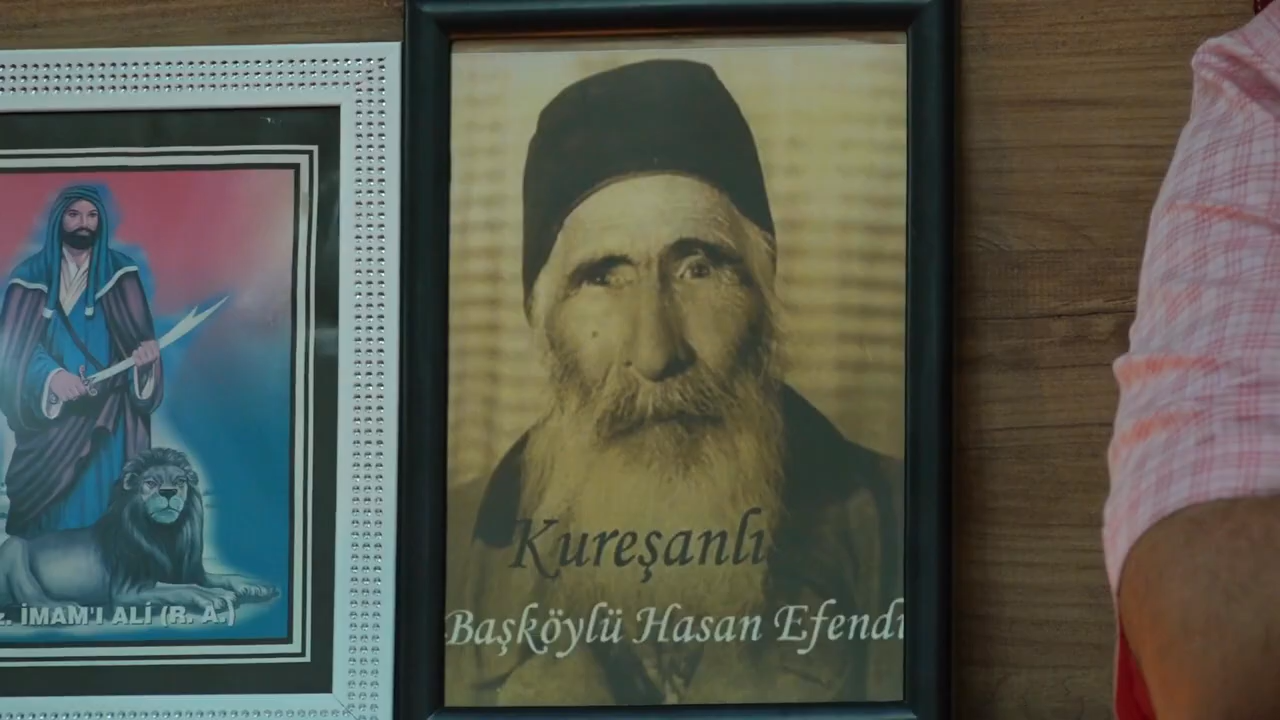 Z. İMAM'I ALİ (R. A.)
Kureşanlı
Başköylü Hasan Efendi